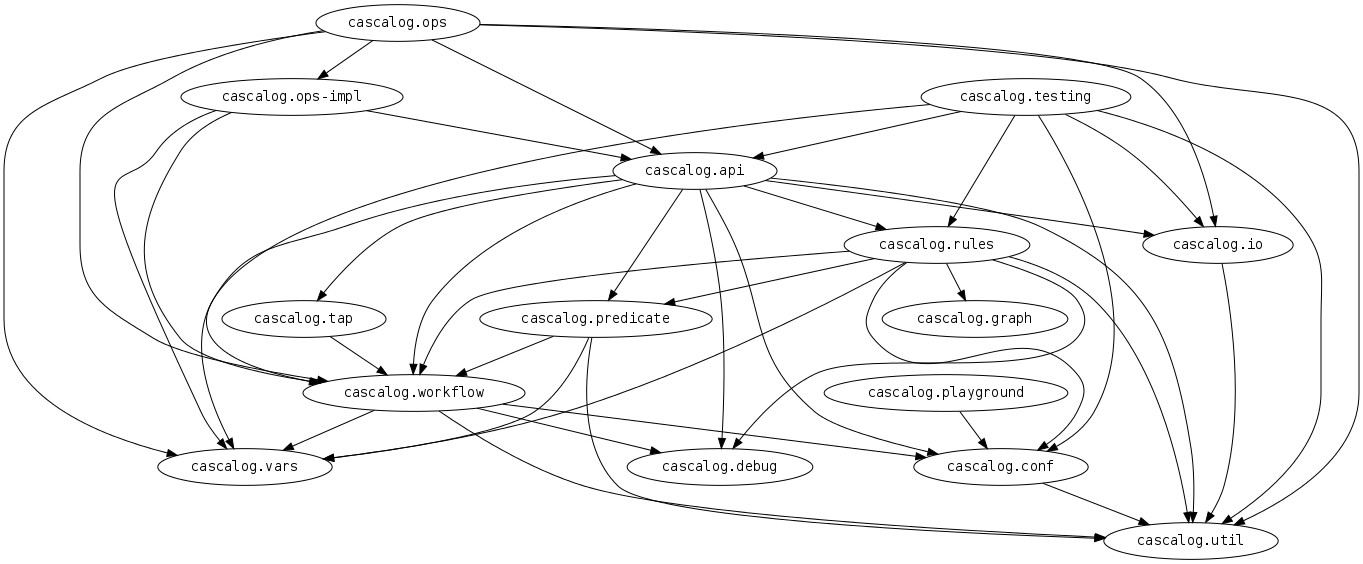 cascalog.ops
cascalog.ops-impl
cascalog.testing
cascalog.api
cascalog.rules
cascalog.io
cascalog.tap
cascalog.predicate
cascalog.graph
cascalog.workflow
cascalog.playground
cascalog.vars
cascalog.debug
cascalog.conf
cascalog.util